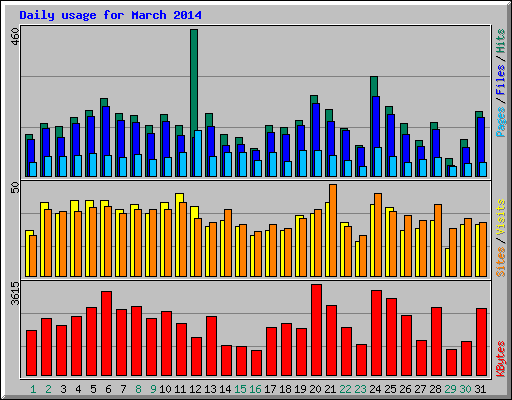 Daily usage for March 2014
460
Pages / Files / Hits
50
Sites / Visits
3615
KBytes
1 2 3 4 5 6 7 8 9 10 11 12 13 14 15 16 17 18 19 20 21 22 23 24 25 26 27 28 29 30 31